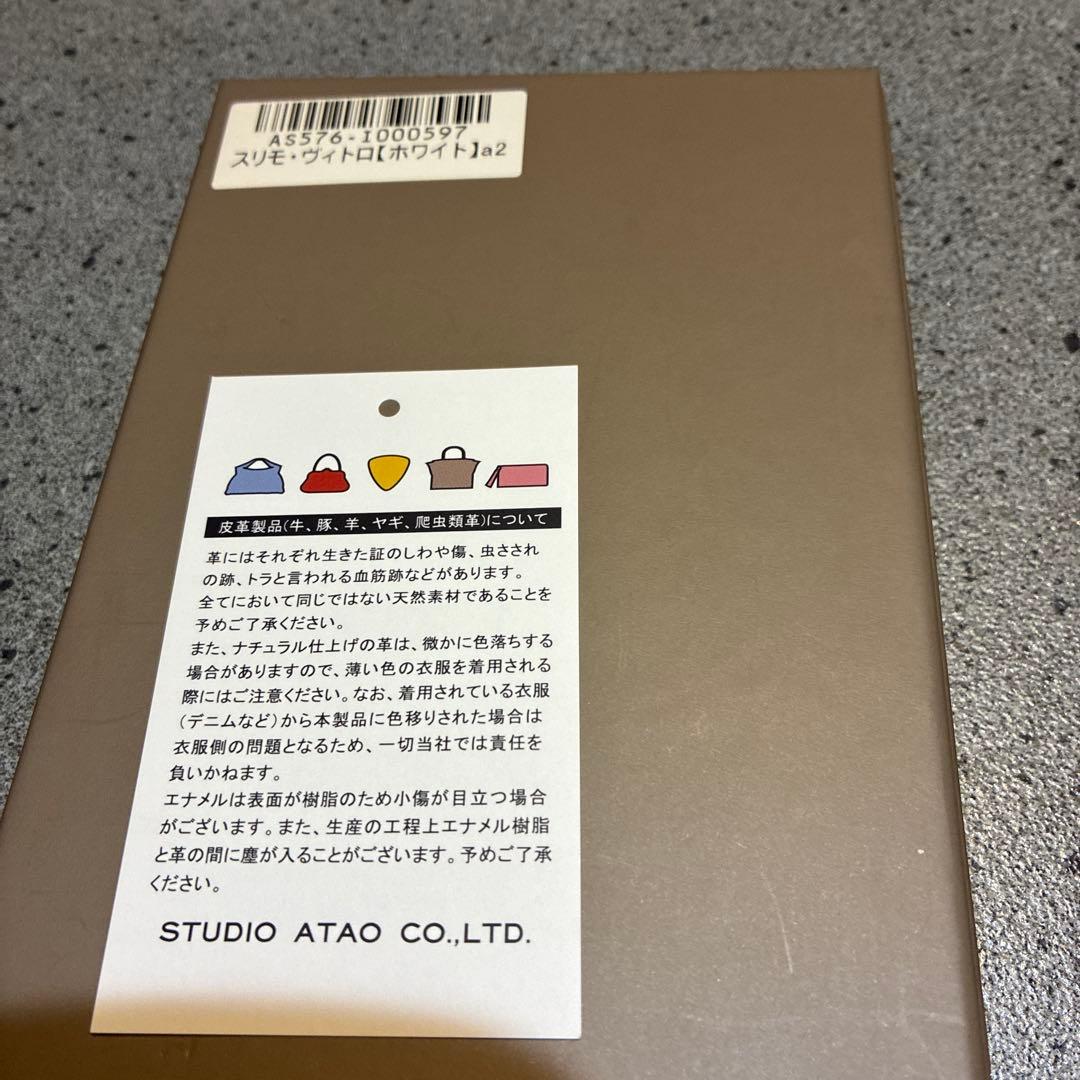 AS576-I000597
スリモ・ヴィトロ【ホワイト】a2
皮革製品(牛、豚、羊、ヤギ、爬虫類革)について
革にはそれぞれ生きた証のしわや傷、虫さされ
の跡、トラと言われる血筋跡などがあります。
全てにおいて同じではない天然素材であることを
予めご了承ください。
また、ナチュラル仕上げの革は、微かに色落ちする
場合がありますので、薄い色の衣服を着用される
際にはご注意ください。なお、着用されている衣服
(デニムなど)から本製品に色移りされた場合は
衣服側の問題となるため、一切当社では責任を
負いかねます。
エナメルは表面が樹脂のため小傷が目立つ場合
がございます。また、生産の工程上エナメル樹脂
と革の間に塵が入ることがございます。予めご了承
ください。
STUDIO ATAO CO.,LTD.